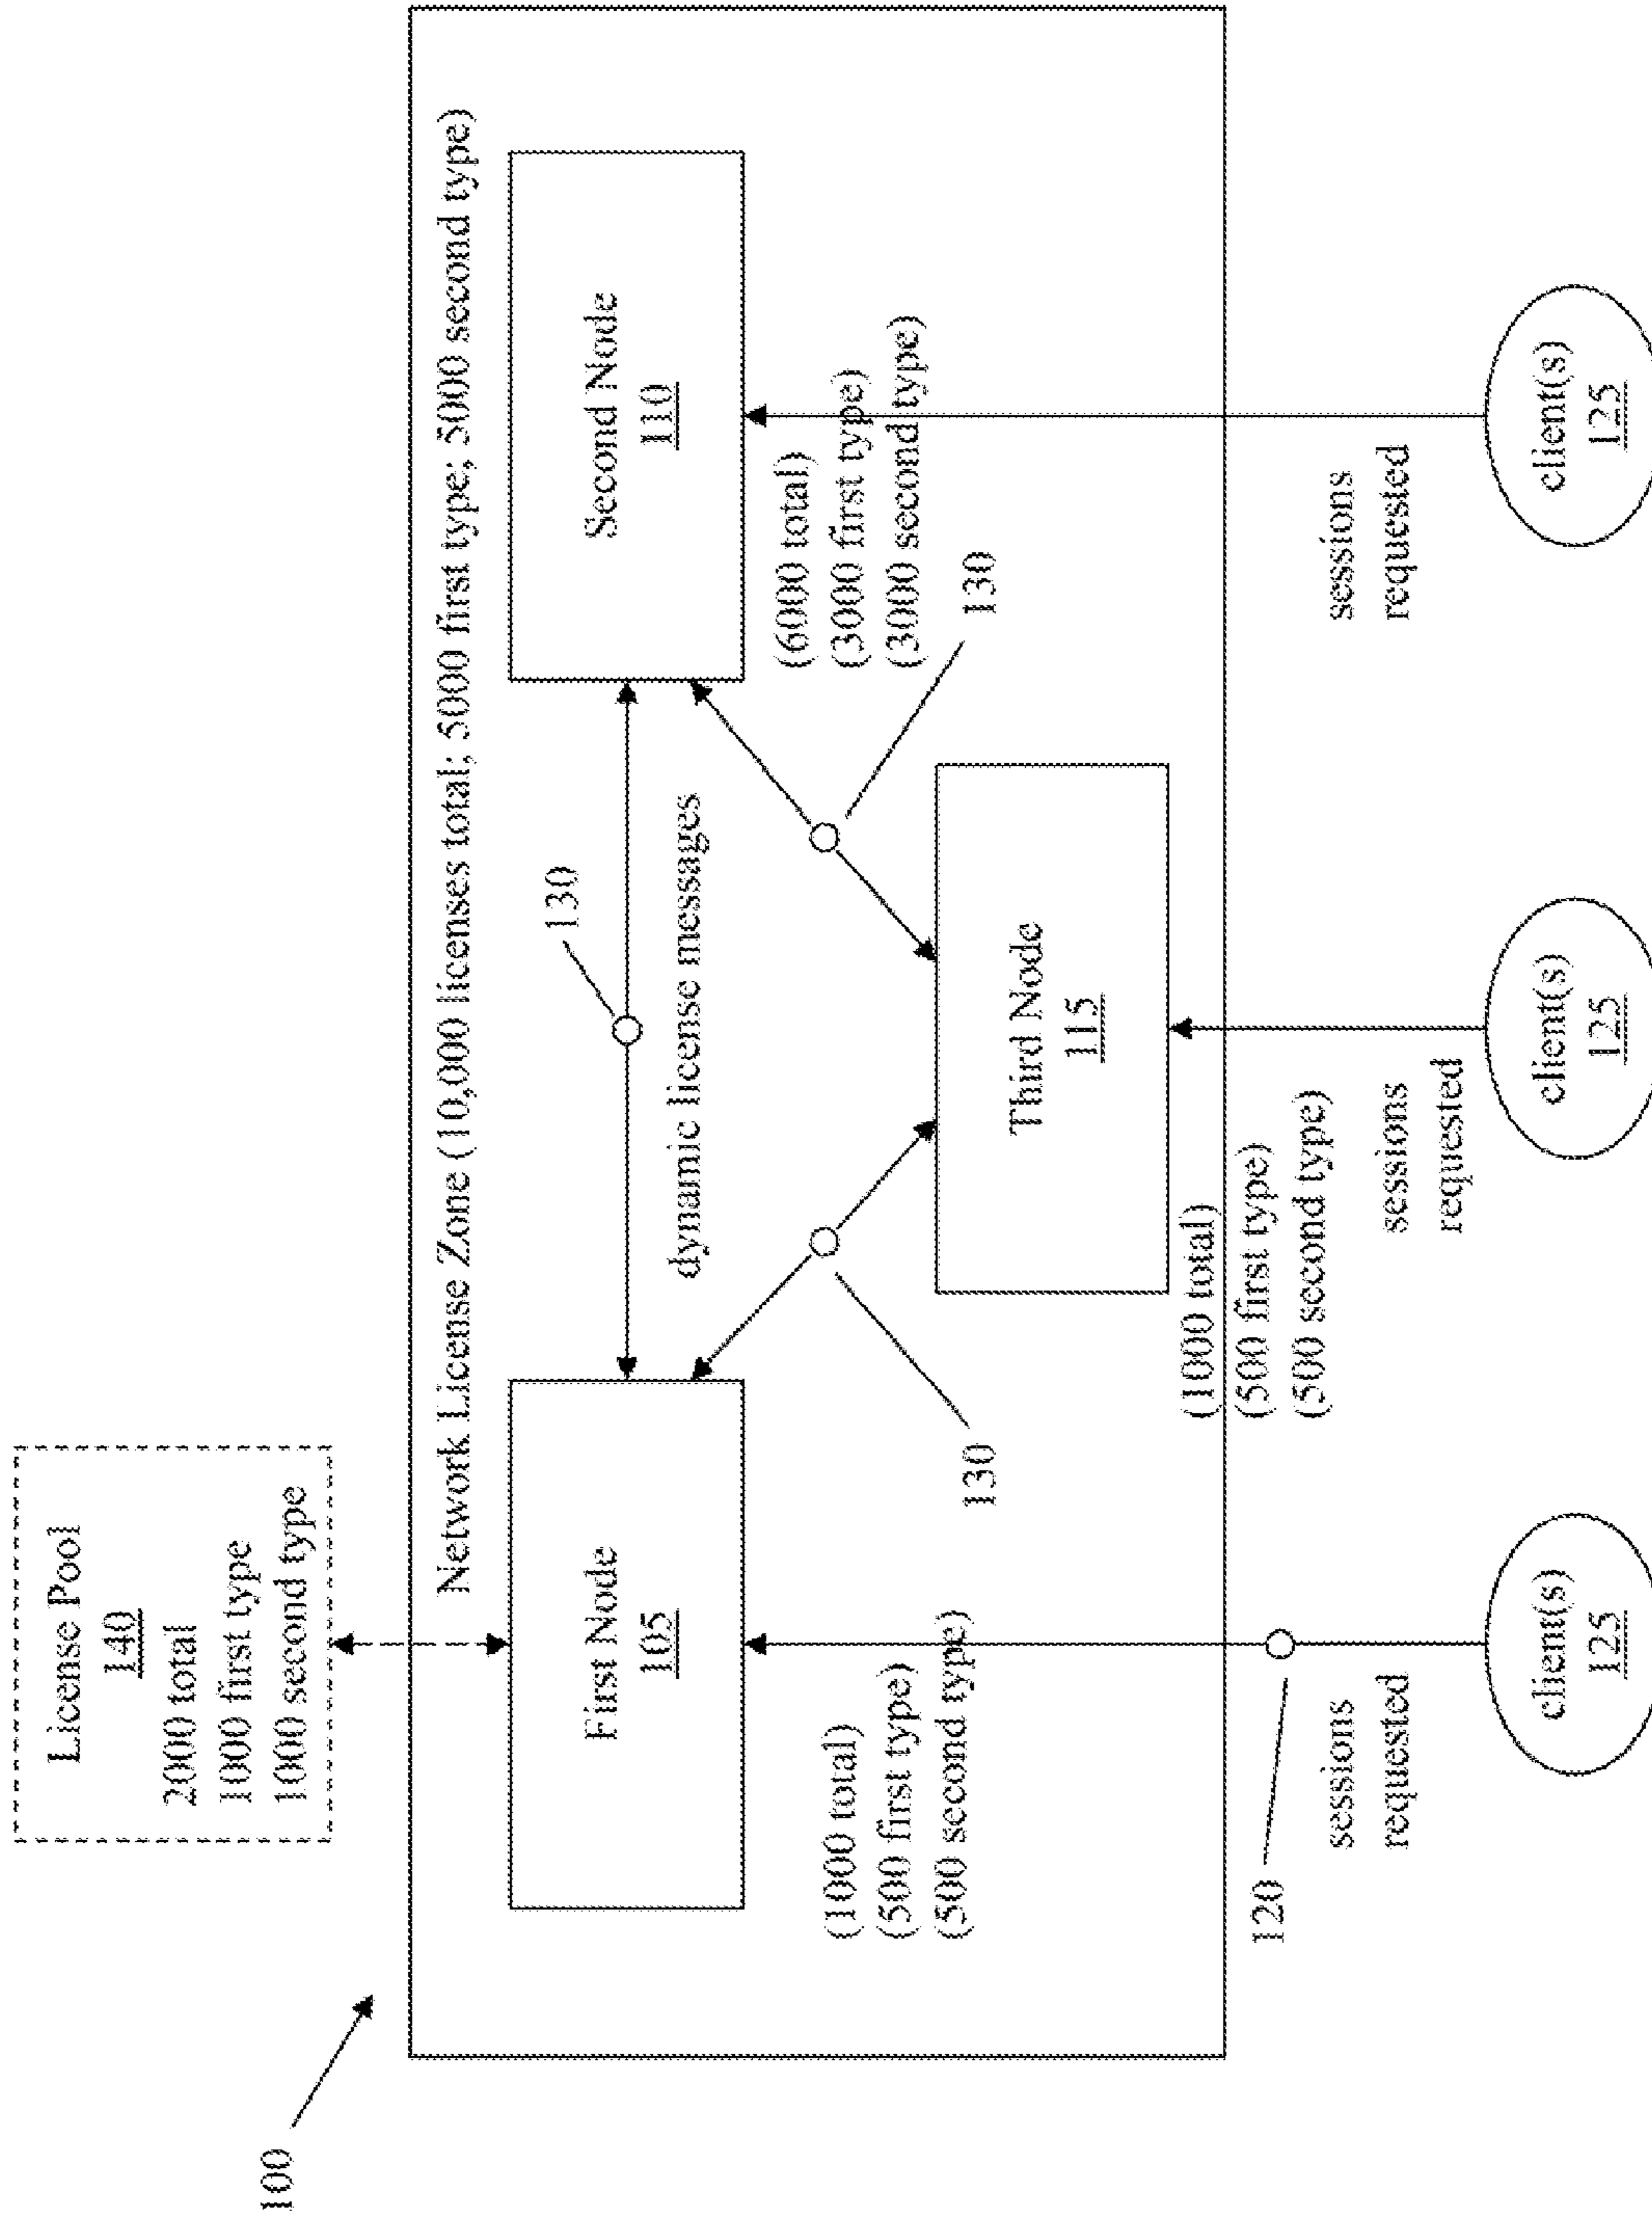 100
License Pool
140
2000 total
1000 first type
1000 second type
Network License Zone (10,000 licenses total; 5000 first type; 5000 second type)
First Node
105
130
dynamic license messages
Second Node
110
(1000 total)
(500 first type)
(500 second type)
130
130
(6000 total)
(3000 first type)
(3000 second type)
Third Node
115
(1000 total)
(500 first type)
(500 second type)
120
sessions
requested
sessions
requested
sessions
requested
client(s)
125
client(s)
125
client(s)
125